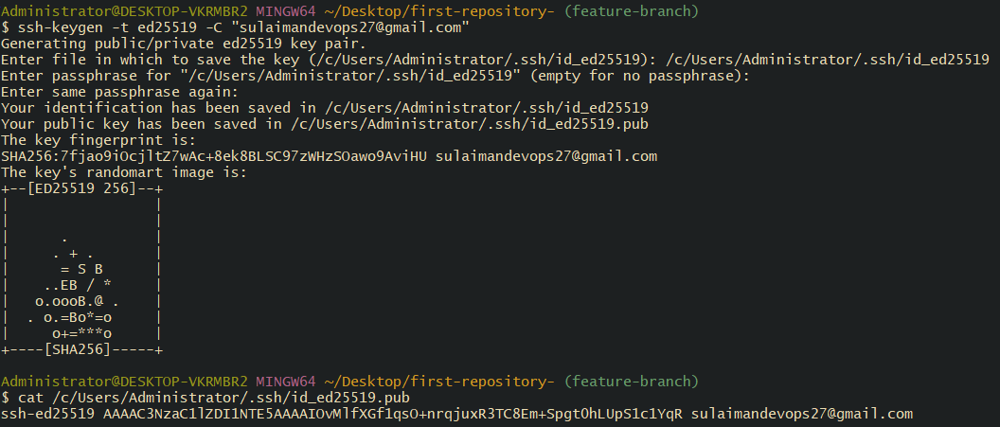 Administrator@DESKTOP-VKRMBR2 MINGW64 ~/Desktop/first-repository- (feature-branch)
$ ssh-keygen -t ed25519 -C "sulaimandevops27@gmail.com"
Generating public/private ed25519 key pair.
Enter file in which to save the key (/c/Users/Administrator/.ssh/id_ed25519): /c/Users/Administrator/.ssh/id_ed25519
Enter passphrase for "/c/Users/Administrator/.ssh/id_ed25519" (empty for no passphrase):
Enter same passphrase again:
Your identification has been saved in /c/Users/Administrator/.ssh/id_ed25519
Your public key has been saved in /c/Users/Administrator/.ssh/id_ed25519.pub
The key fingerprint is:
SHA256:7fjao9iOcjltZ7wAc+8ek8BLSC97zWHzSOawo9AviHU sulaimandevops27@gmail.com
The key's randomart image is:
+--[ED25519 256]--+
|                 |
|                 |
|      .          |
|     . + .       |
|      = S B      |
|    ..EB / *     |
|   o.oooB.@ .    |
|  . o.=Bo*=o     |
|     o+=***o     |
+----[SHA256]-----+
Administrator@DESKTOP-VKRMBR2 MINGW64 ~/Desktop/first-repository- (feature-branch)
$ cat /c/Users/Administrator/.ssh/id_ed25519.pub
ssh-ed25519 AAAAC3NzaC1lZDI1NTE5AAAAIOvMlfXGf1qsO+nrqjuxR3TC8Em+Spgt0hLUpS1c1YqR sulaimandevops27@gmail.com